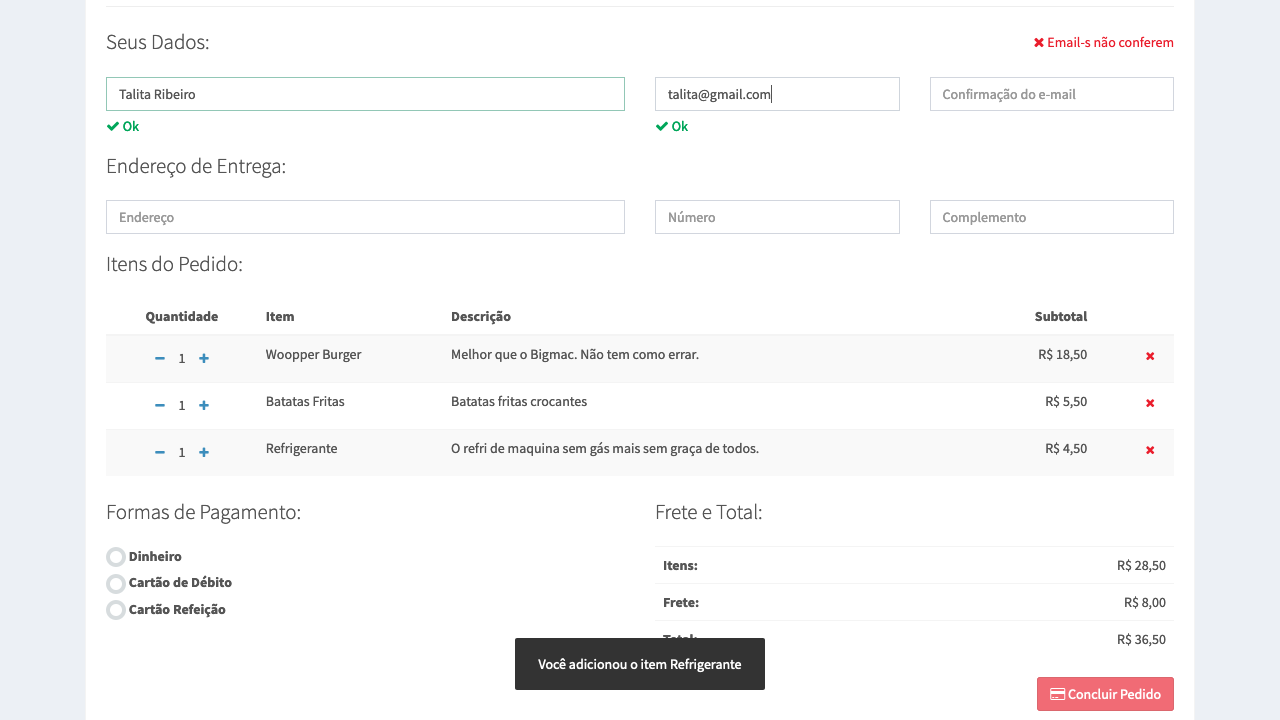 Seus Dados:
Email-s não conferem
Talita Ribeiro
talita@gmail.com
Confirmação do e-mail
Ok
Ok
Endereço de Entrega:
Endereço
Número
Complemento
Itens do Pedido:
Quantidade Item Descrição Subtotal
1 Woopper Burger Melhor que o Bigmac. Não tem como errar. R$ 18,50
1 Batatas Fritas Batatas fritas crocantes R$ 5,50
1 Refrigerante O refri de maquina sem gás mais sem graça de todos. R$ 4,50
Formas de Pagamento:
Dinheiro
Cartão de Débito
Cartão Refeição
Frete e Total:
Itens: R$ 28,50
Frete: R$ 8,00
Total: R$ 36,50
Você adicionou o item Refrigerante
Concluir Pedido